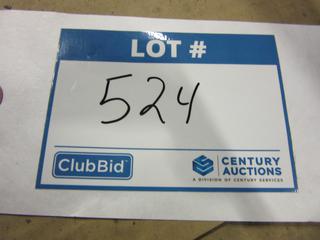 LOT #
524
ClubBid
CENTURY
AUCTIONS
A DIVISION OF CENTURY SERVICES